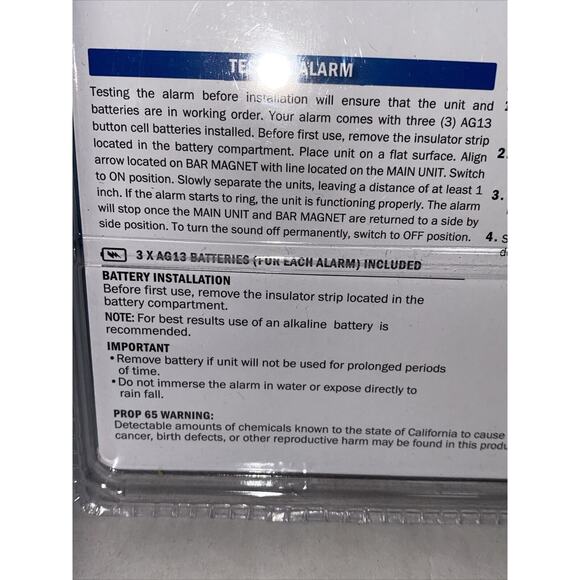 TES ALARM
Testing the alarm before installation will ensure that the unit and
batteries are in working order. Your alarm comes with three (3) AG13
button cell batteries installed. Before first use, remove the insulator strip
located in the battery compartment. Place unit on a flat surface. Align
arrow located on BAR MAGNET with line located on the MAIN UNIT. Switch
to ON position. Slowly separate the units, leaving a distance of at least 1
inch. If the alarm starts to ring, the unit is functioning properly. The alarm
will stop once the MAIN UNIT and BAR MAGNET are returned to a side by
side position. To turn the sound off permanently, switch to OFF position.
2.
3.
4. S
3 X AG13 BATTERIES (FOR EACH ALARM) INCLUDED
BATTERY INSTALLATION
Before first use, remove the insulator strip located in the
battery compartment.
NOTE: For best results use of an alkaline battery is
recommended.
IMPORTANT
• Remove battery if unit will not be used for prolonged periods
of time.
• Do not immerse the alarm in water or expose directly to
rain fall.
PROP 65 WARNING:
Detectable amounts of chemicals known to the state of California to cause
cancer, birth defects, or other reproductive harm may be found in this produ